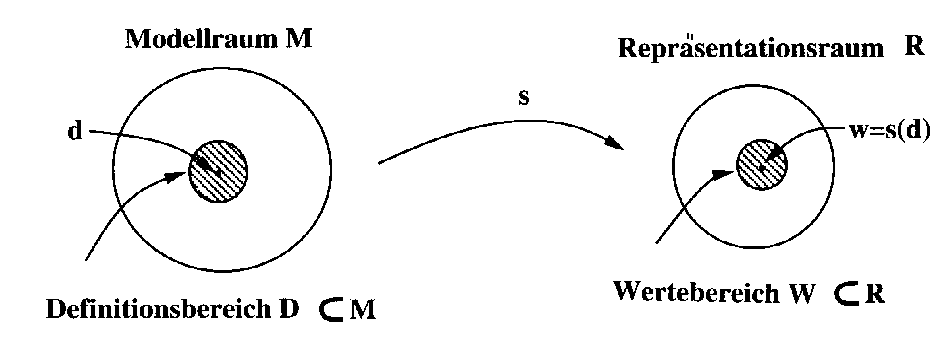 Modellraum M
Repräsentationsraum R
s
d
w=s(d)
Definitionsbereich D ⊂ M
Wertebereich W ⊂ R